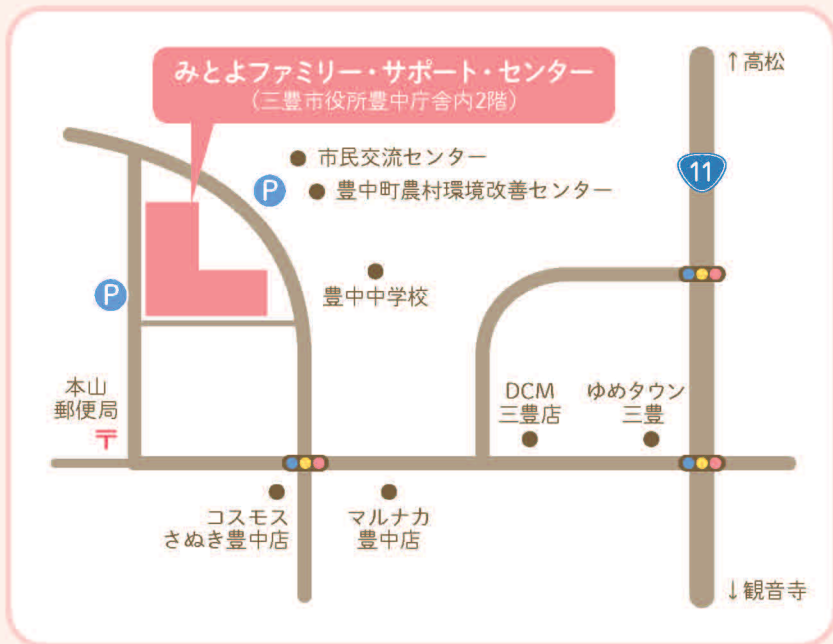 みとよファミリー・サポート・センター
（三豊市役所豊中庁舎内2階）
↑高松
市民交流センター
11
P
豊中町農村環境改善センター
豊中中学校
P
本山
郵便局
〒
DCM
三豊店
ゆめタウン
三豊
コスモス
さぬき豊中店
マルナカ
豊中店
↓観音寺